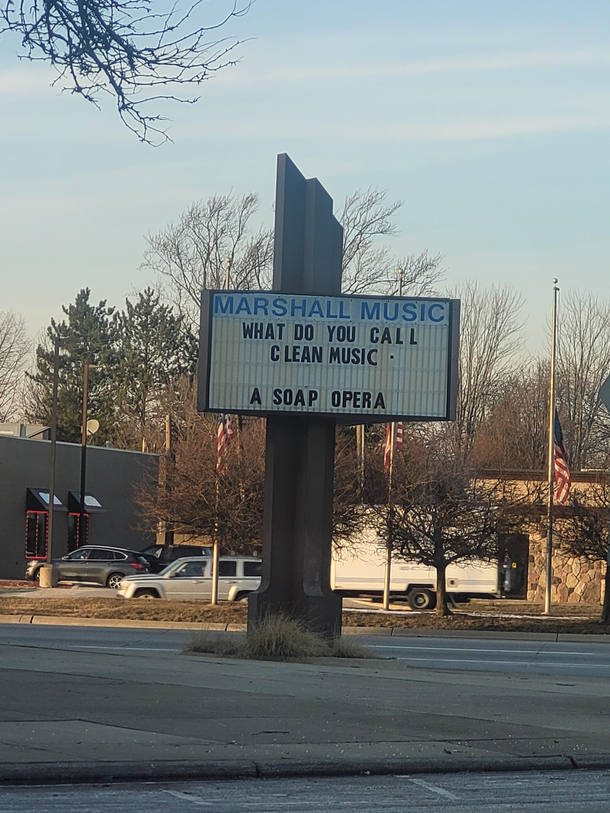 MARSHALL MUSIC
WHAT DO YOU CALL
CLEAN MUSIC .
A SOAP OPERA